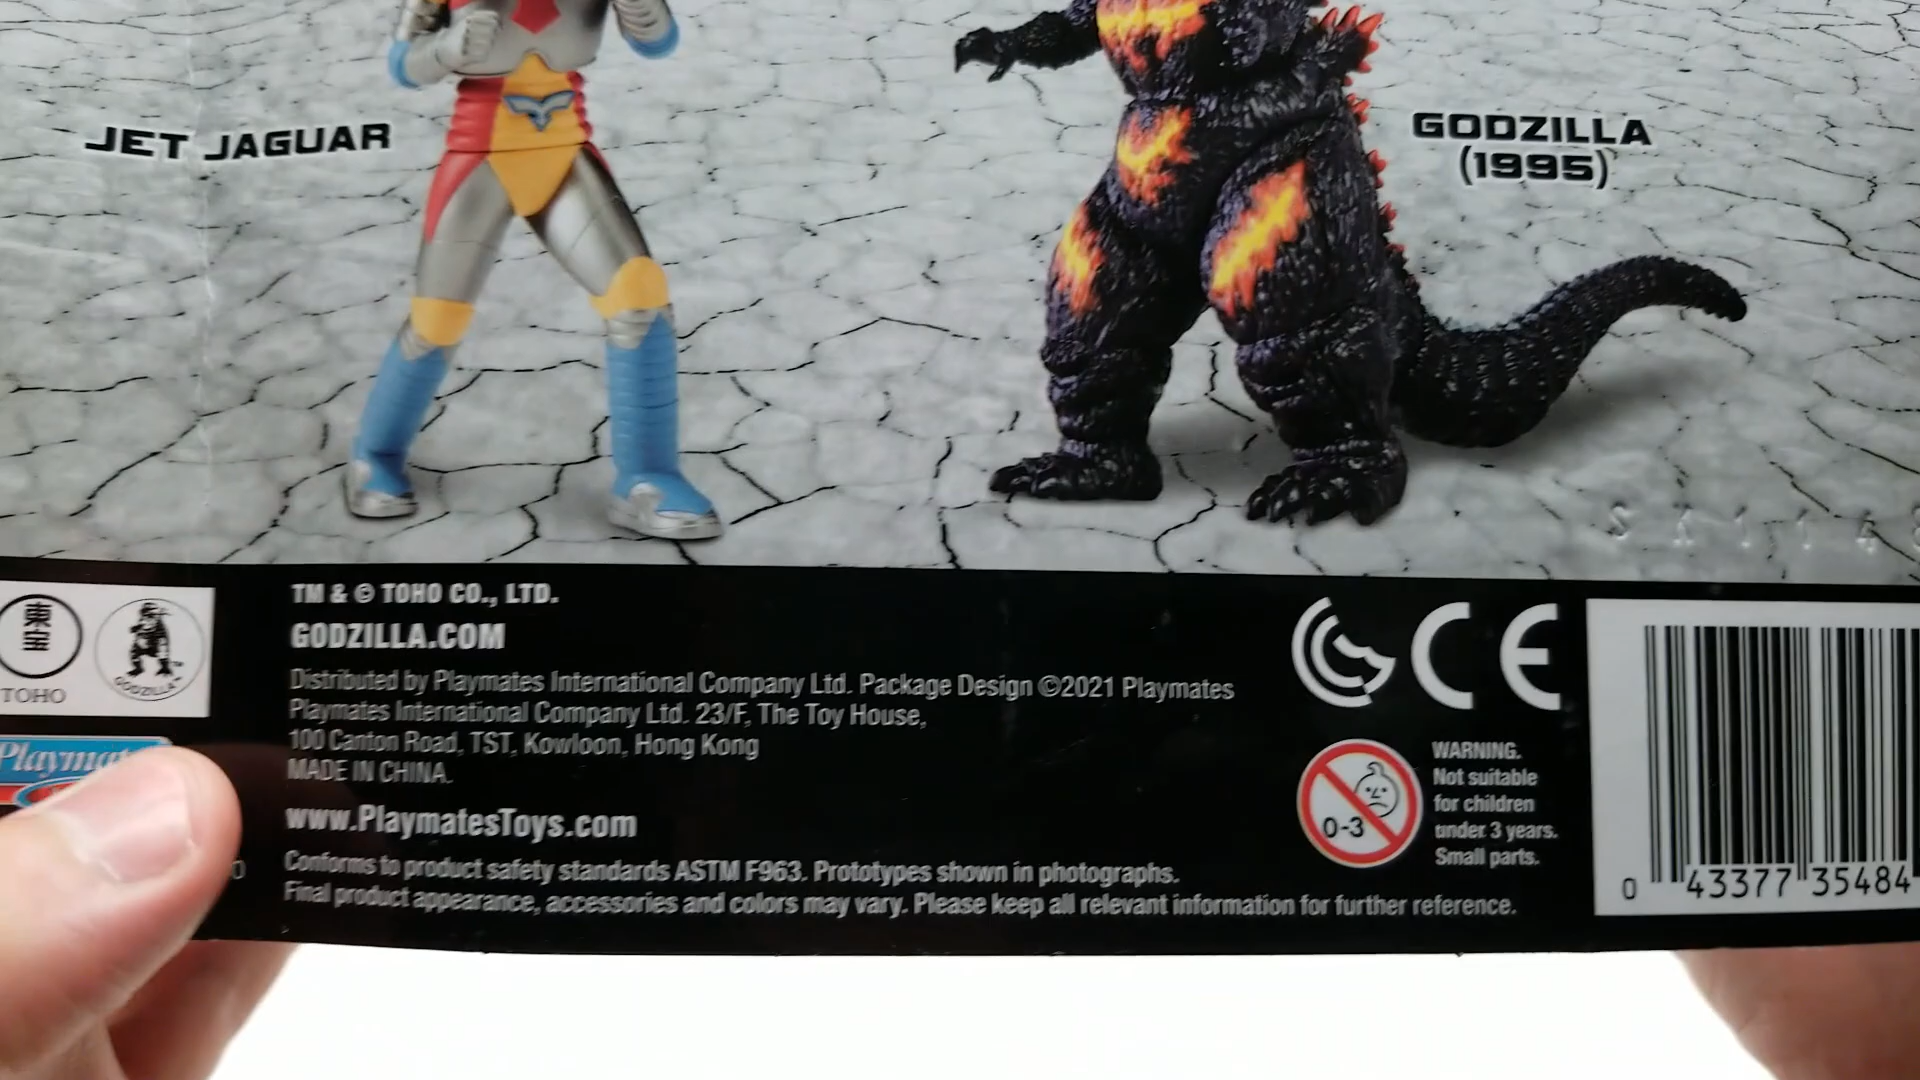 JET JAGUAR
GODZILLA
(1995)
東
宝
TOHO
GODZILLA™
TM & © TOHO CO., LTD.
GODZILLA.COM
Distributed by Playmates International Company Ltd. Package Design ©2021 Playmates
Playmates International Company Ltd. 23/F, The Toy House,
100 Canton Road, TST, Kowloon, Hong Kong
MADE IN CHINA.
www.PlaymatesToys.com
Conforms to product safety standards ASTM F963. Prototypes shown in photographs.
Final product appearance, accessories and colors may vary. Please keep all relevant information for further reference.
CE
0-3
WARNING.
Not suitable
for children
under 3 years.
Small parts.
0 43377 35484